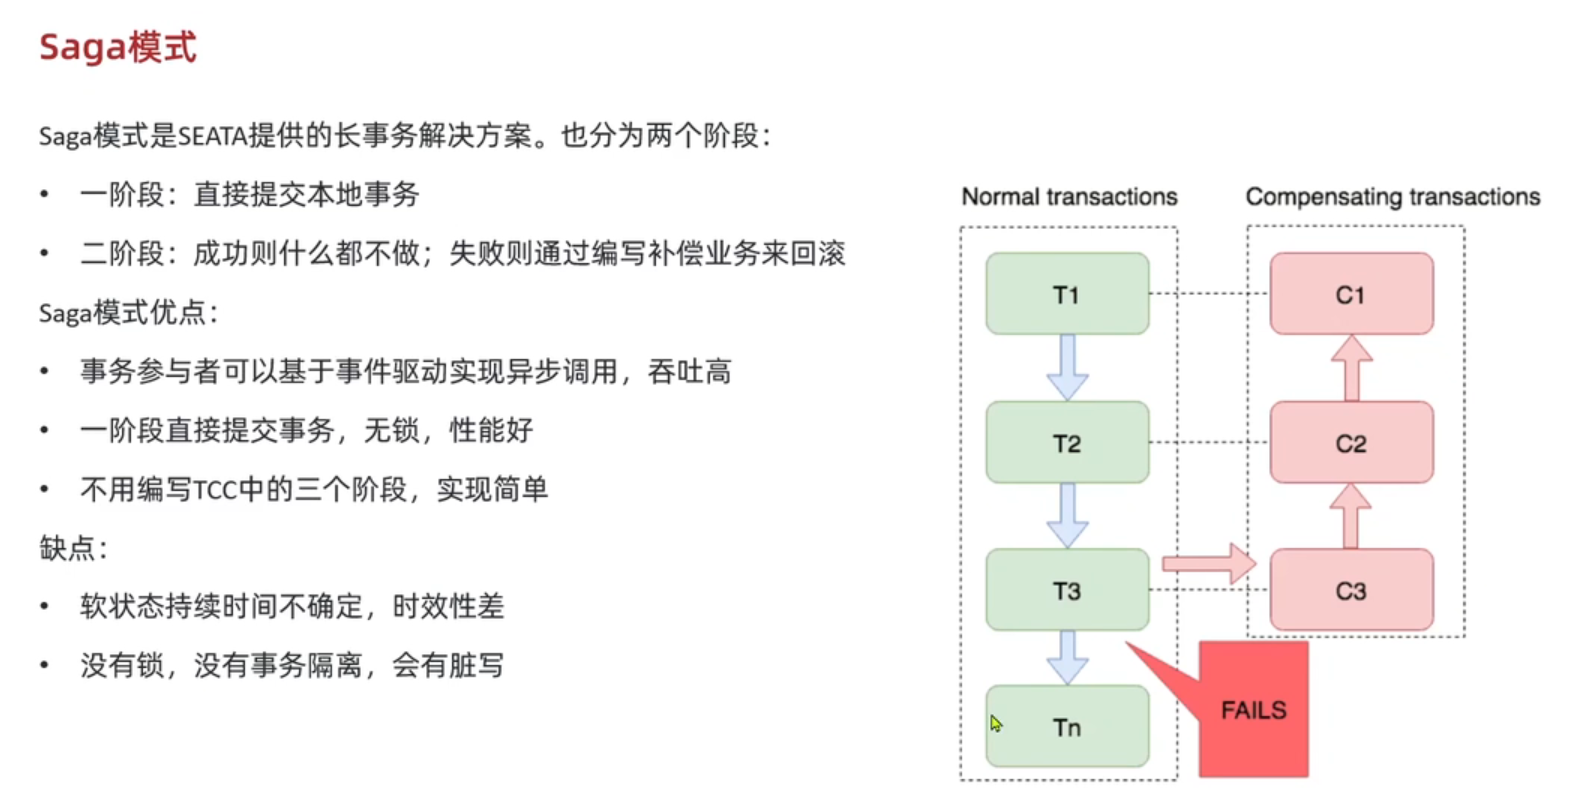 Saga模式
Saga模式是SEATA提供的长事务解决方案。也分为两个阶段：
• 一阶段：直接提交本地事务
• 二阶段：成功则什么都不做；失败则通过编写补偿业务来回滚
Saga模式优点：
• 事务参与者可以基于事件驱动实现异步调用，吞吐高
• 一阶段直接提交事务，无锁，性能好
• 不用编写TCC中的三个阶段，实现简单
缺点：
• 软状态持续时间不确定，时效性差
• 没有锁，没有事务隔离，会有脏写
Normal transactions
Compensating transactions
T1
C1
T2
C2
T3
C3
Tn
FAILS